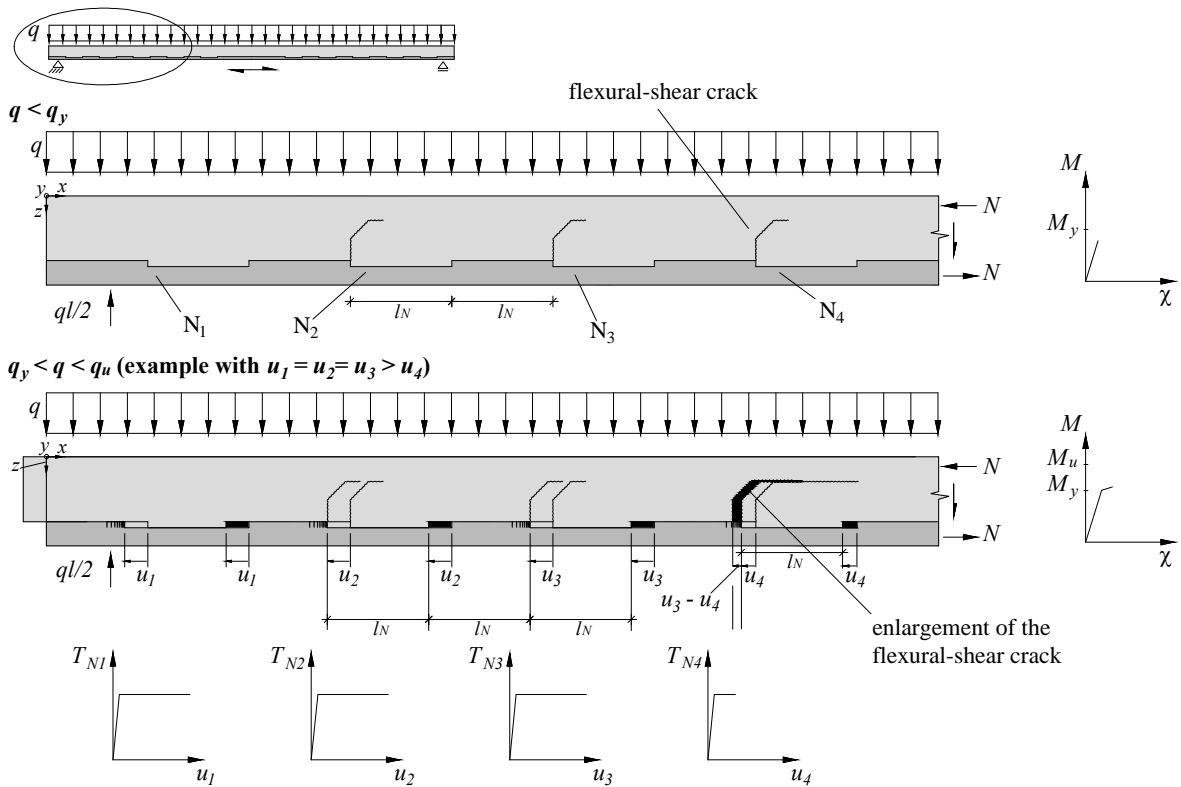 q
q < q_y
flexural-shear crack
q
M
y x
z
N
M_y
N
χ
ql/2
N_1
N_2
l_N
l_N
N_3
N_4
q_y < q < q_u (example with u_1 = u_2= u_3 > u_4)
q
M
y x
z
N
M_u
M_y
N
χ
ql/2
u_1
u_1
u_2
u_2
u_3
u_3
u_4
l_N
u_4
u_3 - u_4
l_N
l_N
l_N
enlargement of the
flexural-shear crack
T_N1
T_N2
T_N3
T_N4
u_1
u_2
u_3
u_4